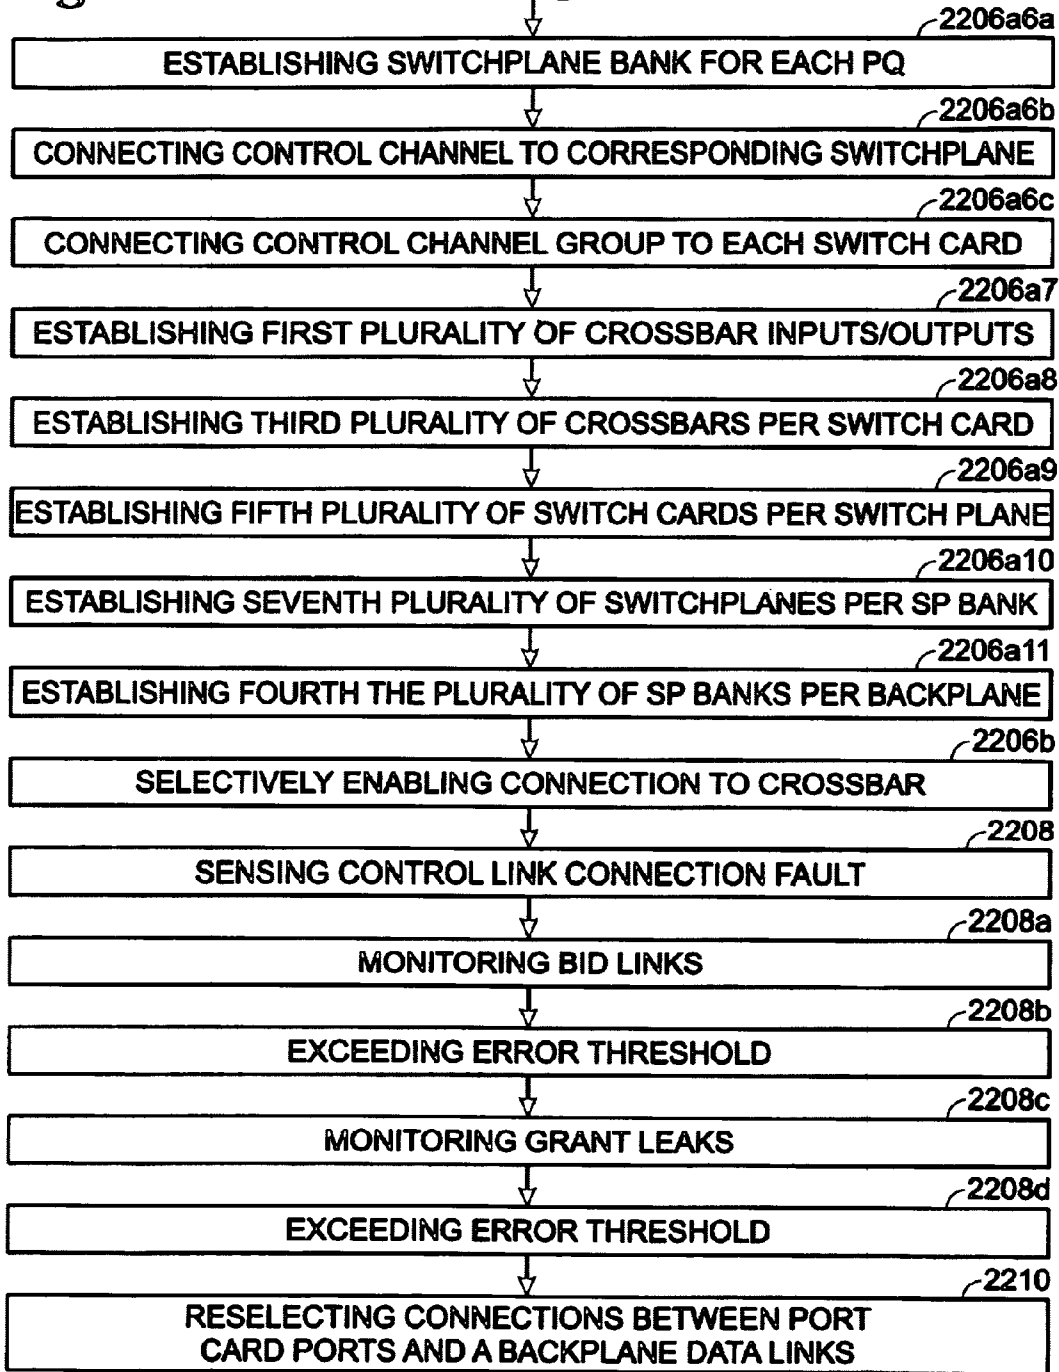 2206a6a
ESTABLISHING SWITCHPLANE BANK FOR EACH PQ
2206a6b
CONNECTING CONTROL CHANNEL TO CORRESPONDING SWITCHPLANE
2206a6c
CONNECTING CONTROL CHANNEL GROUP TO EACH SWITCH CARD
2206a7
ESTABLISHING FIRST PLURALITY OF CROSSBAR INPUTS/OUTPUTS
2206a8
ESTABLISHING THIRD PLURALITY OF CROSSBARS PER SWITCH CARD
2206a9
ESTABLISHING FIFTH PLURALITY OF SWITCH CARDS PER SWITCH PLANE
2206a10
ESTABLISHING SEVENTH PLURALITY OF SWITCHPLANES PER SP BANK
2206a11
ESTABLISHING FOURTH THE PLURALITY OF SP BANKS PER BACKPLANE
2206b
SELECTIVELY ENABLING CONNECTION TO CROSSBAR
2208
SENSING CONTROL LINK CONNECTION FAULT
2208a
MONITORING BID LINKS
2208b
EXCEEDING ERROR THRESHOLD
2208c
MONITORING GRANT LEAKS
2208d
EXCEEDING ERROR THRESHOLD
2210
RESELECTING CONNECTIONS BETWEEN PORT
CARD PORTS AND A BACKPLANE DATA LINKS